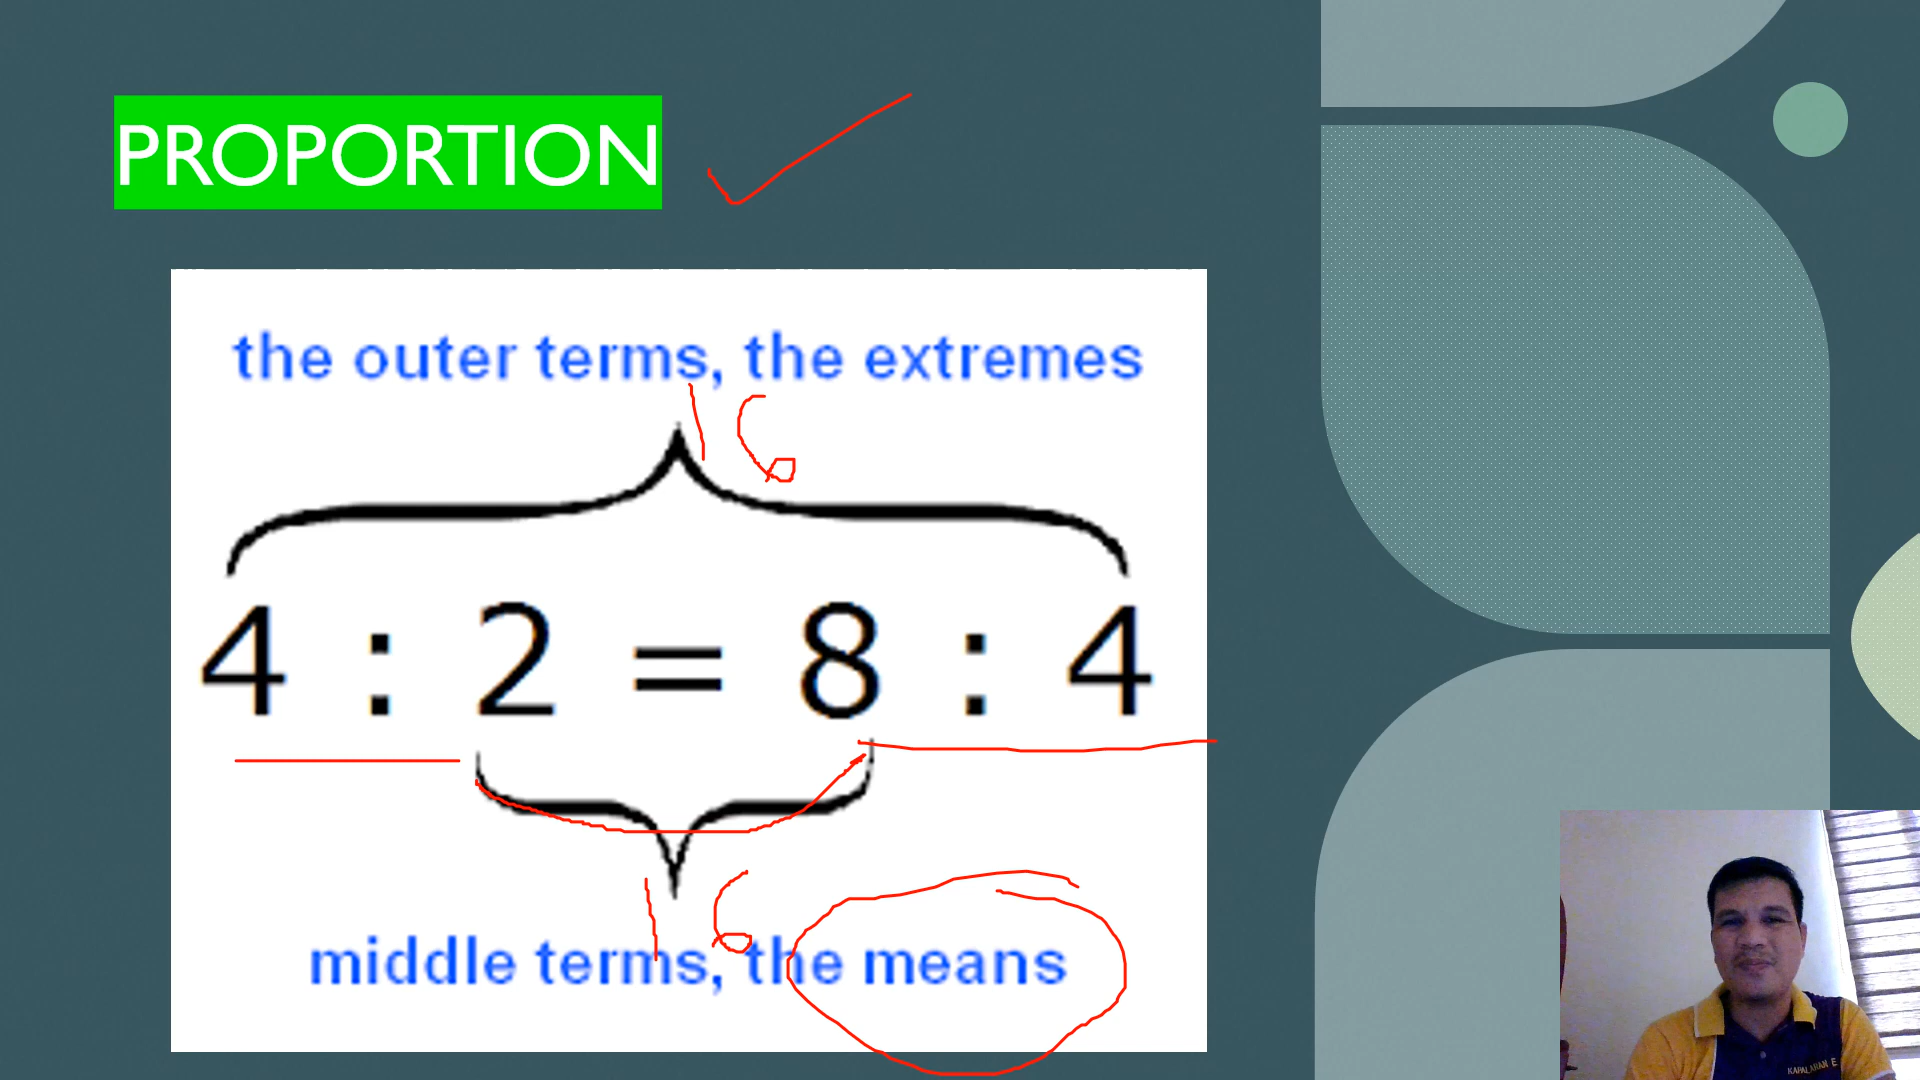 PROPORTION
the outer terms, the extremes
16
4 : 2 = 8 : 4
16
middle terms, the means